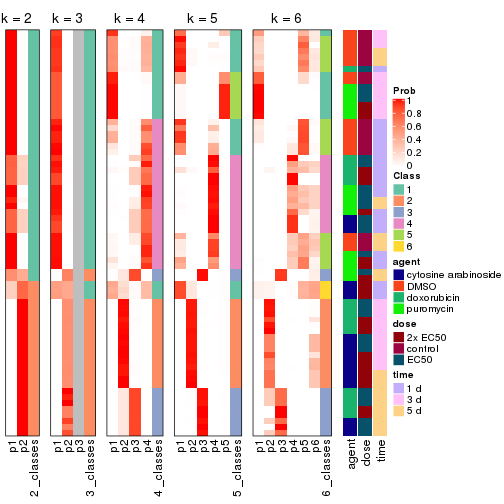 k = 2
k = 3
k = 4
k = 5
k = 6
p1
p2
2_classes
p1
p2
p3
3_classes
p1
p2
p3
p4
4_classes
p1
p2
p3
p4
p5
5_classes
p1
p2
p3
p4
p5
p6
6_classes
agent
dose
time
Prob
1
0.8
0.6
0.4
0.2
0
Class
1
2
3
4
5
6
agent
cytosine arabinoside
DMSO
doxorubicin
puromycin
dose
2x EC50
control
EC50
time
1 d
3 d
5 d